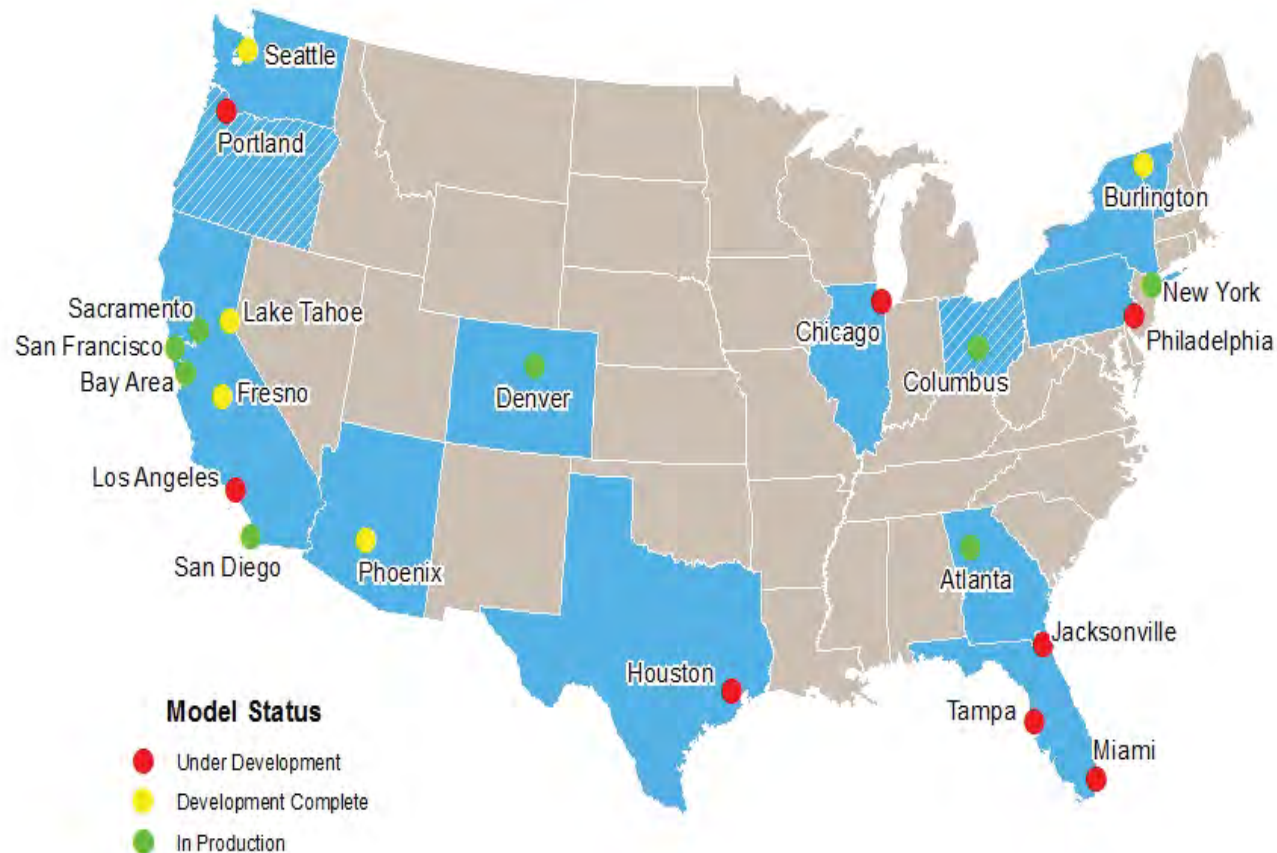 Seattle
Portland
Burlington
Sacramento
Lake Tahoe
New York
San Francisco
Chicago
Philadelphia
Bay Area
Fresno
Denver
Columbus
Los Angeles
San Diego
Phoenix
Atlanta
Jacksonville
Houston
Tampa
Miami
Model Status
Under Development
Development Complete
In Production